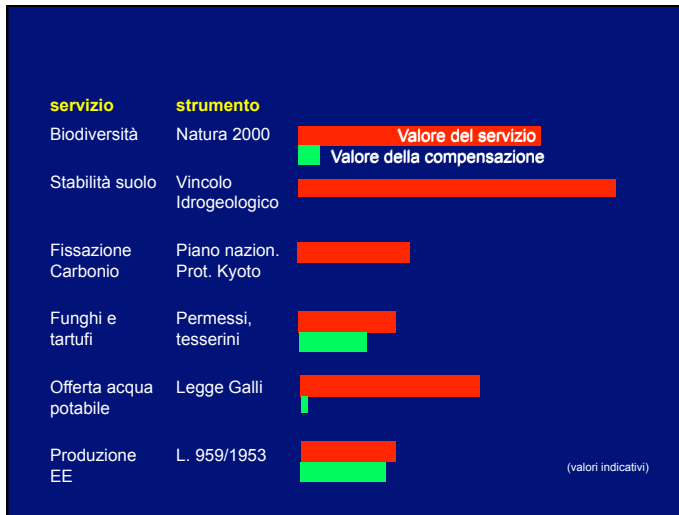 servizio strumento
Biodiversità Natura 2000 Valore del servizio
Valore della compensazione
Stabilità suolo Vincolo
Idrogeologico
Fissazione Piano nazion.
Carbonio Prot. Kyoto
Funghi e Permessi,
tartufi tesserini
Offerta acqua Legge Galli
potabile
Produzione L. 959/1953
EE (valori indicativi)